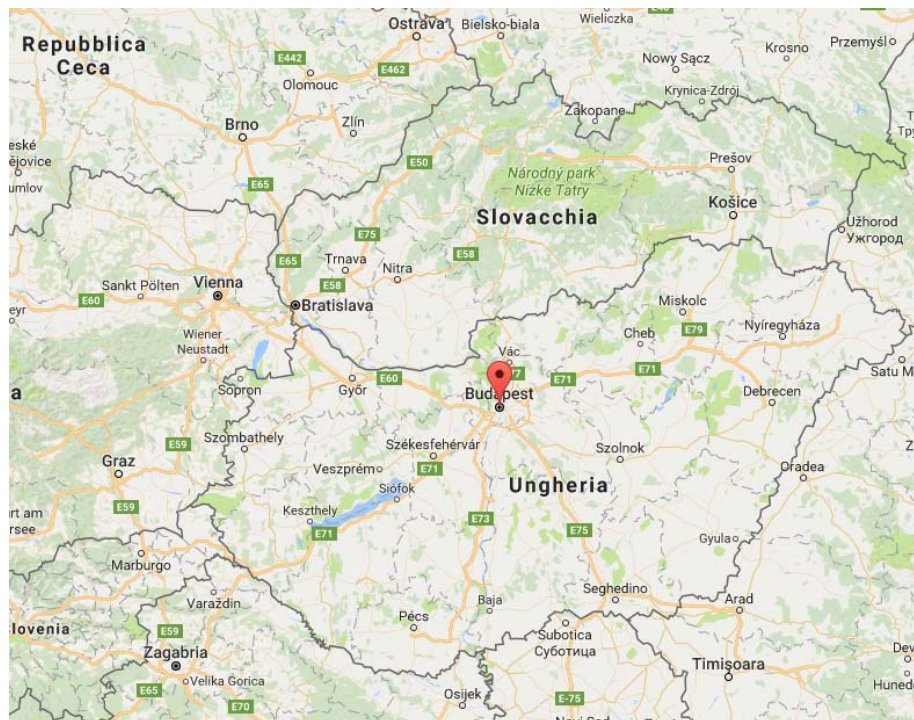 Ostrava
Bielsko-biala
Wieliczka
Repubblica
Ceca
E442
E462
Olomouc
Nowy Sącz
Krosno
Przemyśl
Krynica-Zdrój
Zakopane
Brno
Zlín
E50
Prešov
Národný park
Nízke Tatry
E65
Slovacchia
Košice
Užhorod
Ужгород
E75
E65
Trnava
Nitra
E58
E58
Vienna
Sankt Pölten
E60
Bratislava
Miskolc
Nyíregyháza
Cheb
E79
Wiener
Neustadt
Vác
E71
E71
Satu M
Sopron
Győr
E60
Budapest
Debrecen
Szombathely
E59
Székesfehérvár
E71
Szolnok
Graz
Veszprém
Oradea
Siófok
Ungheria
E59
Keszthely
E71
E73
E75
Gyula
Marburgo
Varaždin
Seghedino
Arad
Baja
Pécs
lovenia
E59
Subotica
Суботица
Zagabria
Timișoara
E65
Velika Gorica
E70
Osijek
E-75